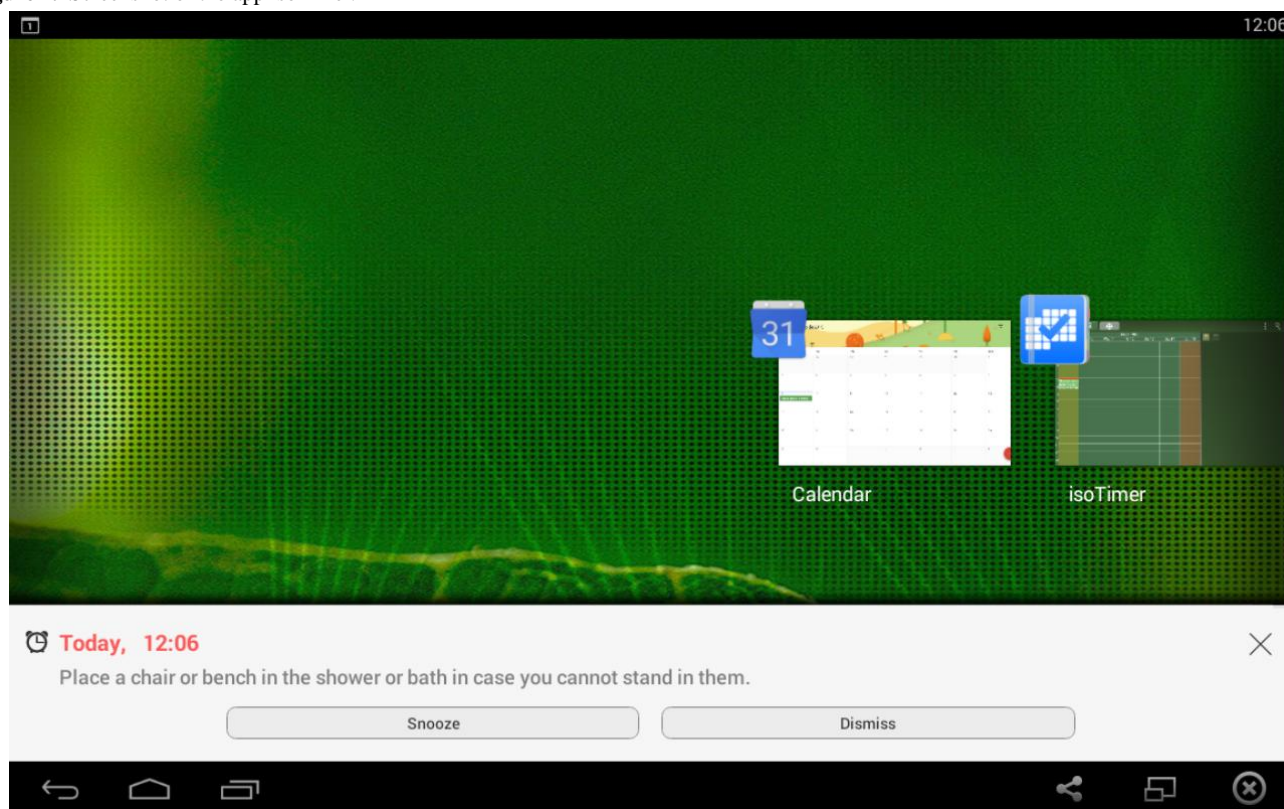 1
12:06
31
Calendar
isoTimer
Today, 12:06
Place a chair or bench in the shower or bath in case you cannot stand in them.
Snooze
Dismiss